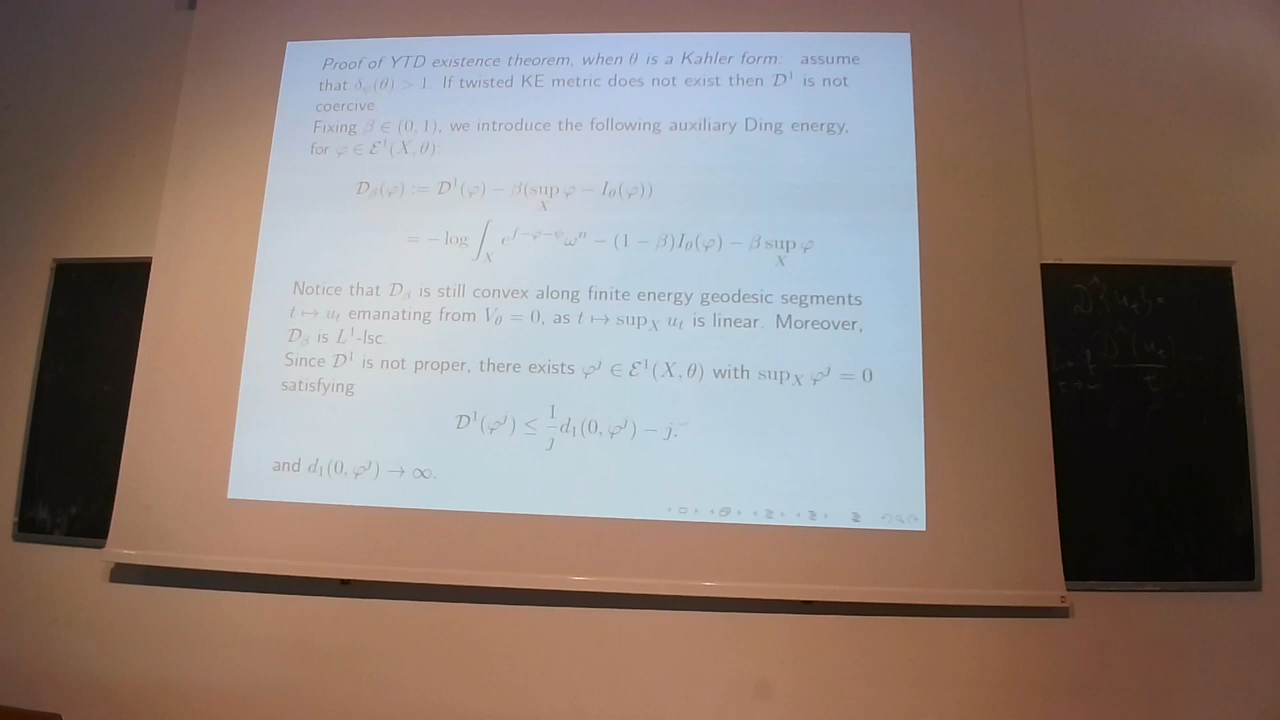 Proof of YTD existence theorem, when θ is a Kahler form. assume
that δ_ψ(θ) > 1. If twisted KE metric does not exist then 𝒟¹ is not
coercive.
Fixing β ∈ (0, 1), we introduce the following auxiliary Ding energy,
for φ ∈ ℰ¹(X, θ):
𝒟_β(φ) := 𝒟¹(φ) − β(sup_X φ − I_θ(φ))
= − log ∫_X e^{f−φ−ψ} ω^n − (1 − β)I_θ(φ) − β sup_X φ
Notice that 𝒟_β is still convex along finite energy geodesic segments
t ↦ u_t emanating from V_θ = 0, as t ↦ sup_X u_t is linear. Moreover,
𝒟_β is L¹-lsc.
Since 𝒟¹ is not proper, there exists φ^j ∈ ℰ¹(X, θ) with sup_X φ^j = 0
satisfying
𝒟¹(φ^j) ≤ 1/j d_1(0, φ^j) − j.
and d_1(0, φ^j) → ∞.